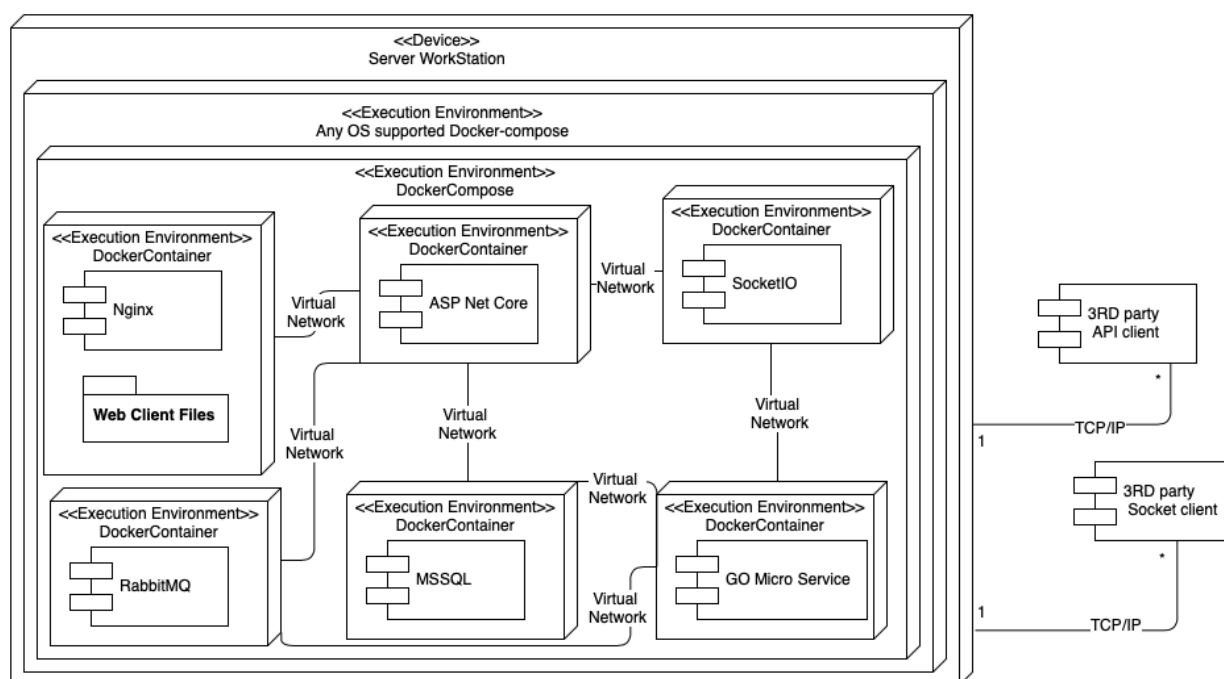 <<Device>>
Server WorkStation
<<Execution Environment>>
Any OS supported Docker-compose
<<Execution Environment>>
DockerCompose
<<Execution Environment>>
DockerContainer
Nginx
Web Client Files
Virtual
Network
<<Execution Environment>>
DockerContainer
ASP Net Core
Virtual
Network
<<Execution Environment>>
DockerContainer
SocketIO
Virtual
Network
Virtual
Network
Virtual
Network
<<Execution Environment>>
DockerContainer
RabbitMQ
<<Execution Environment>>
DockerContainer
MSSQL
Virtual
Network
Virtual
Network
<<Execution Environment>>
DockerContainer
GO Micro Service
3RD party
API client
*
TCP/IP
1
3RD party
Socket client
*
1
TCP/IP